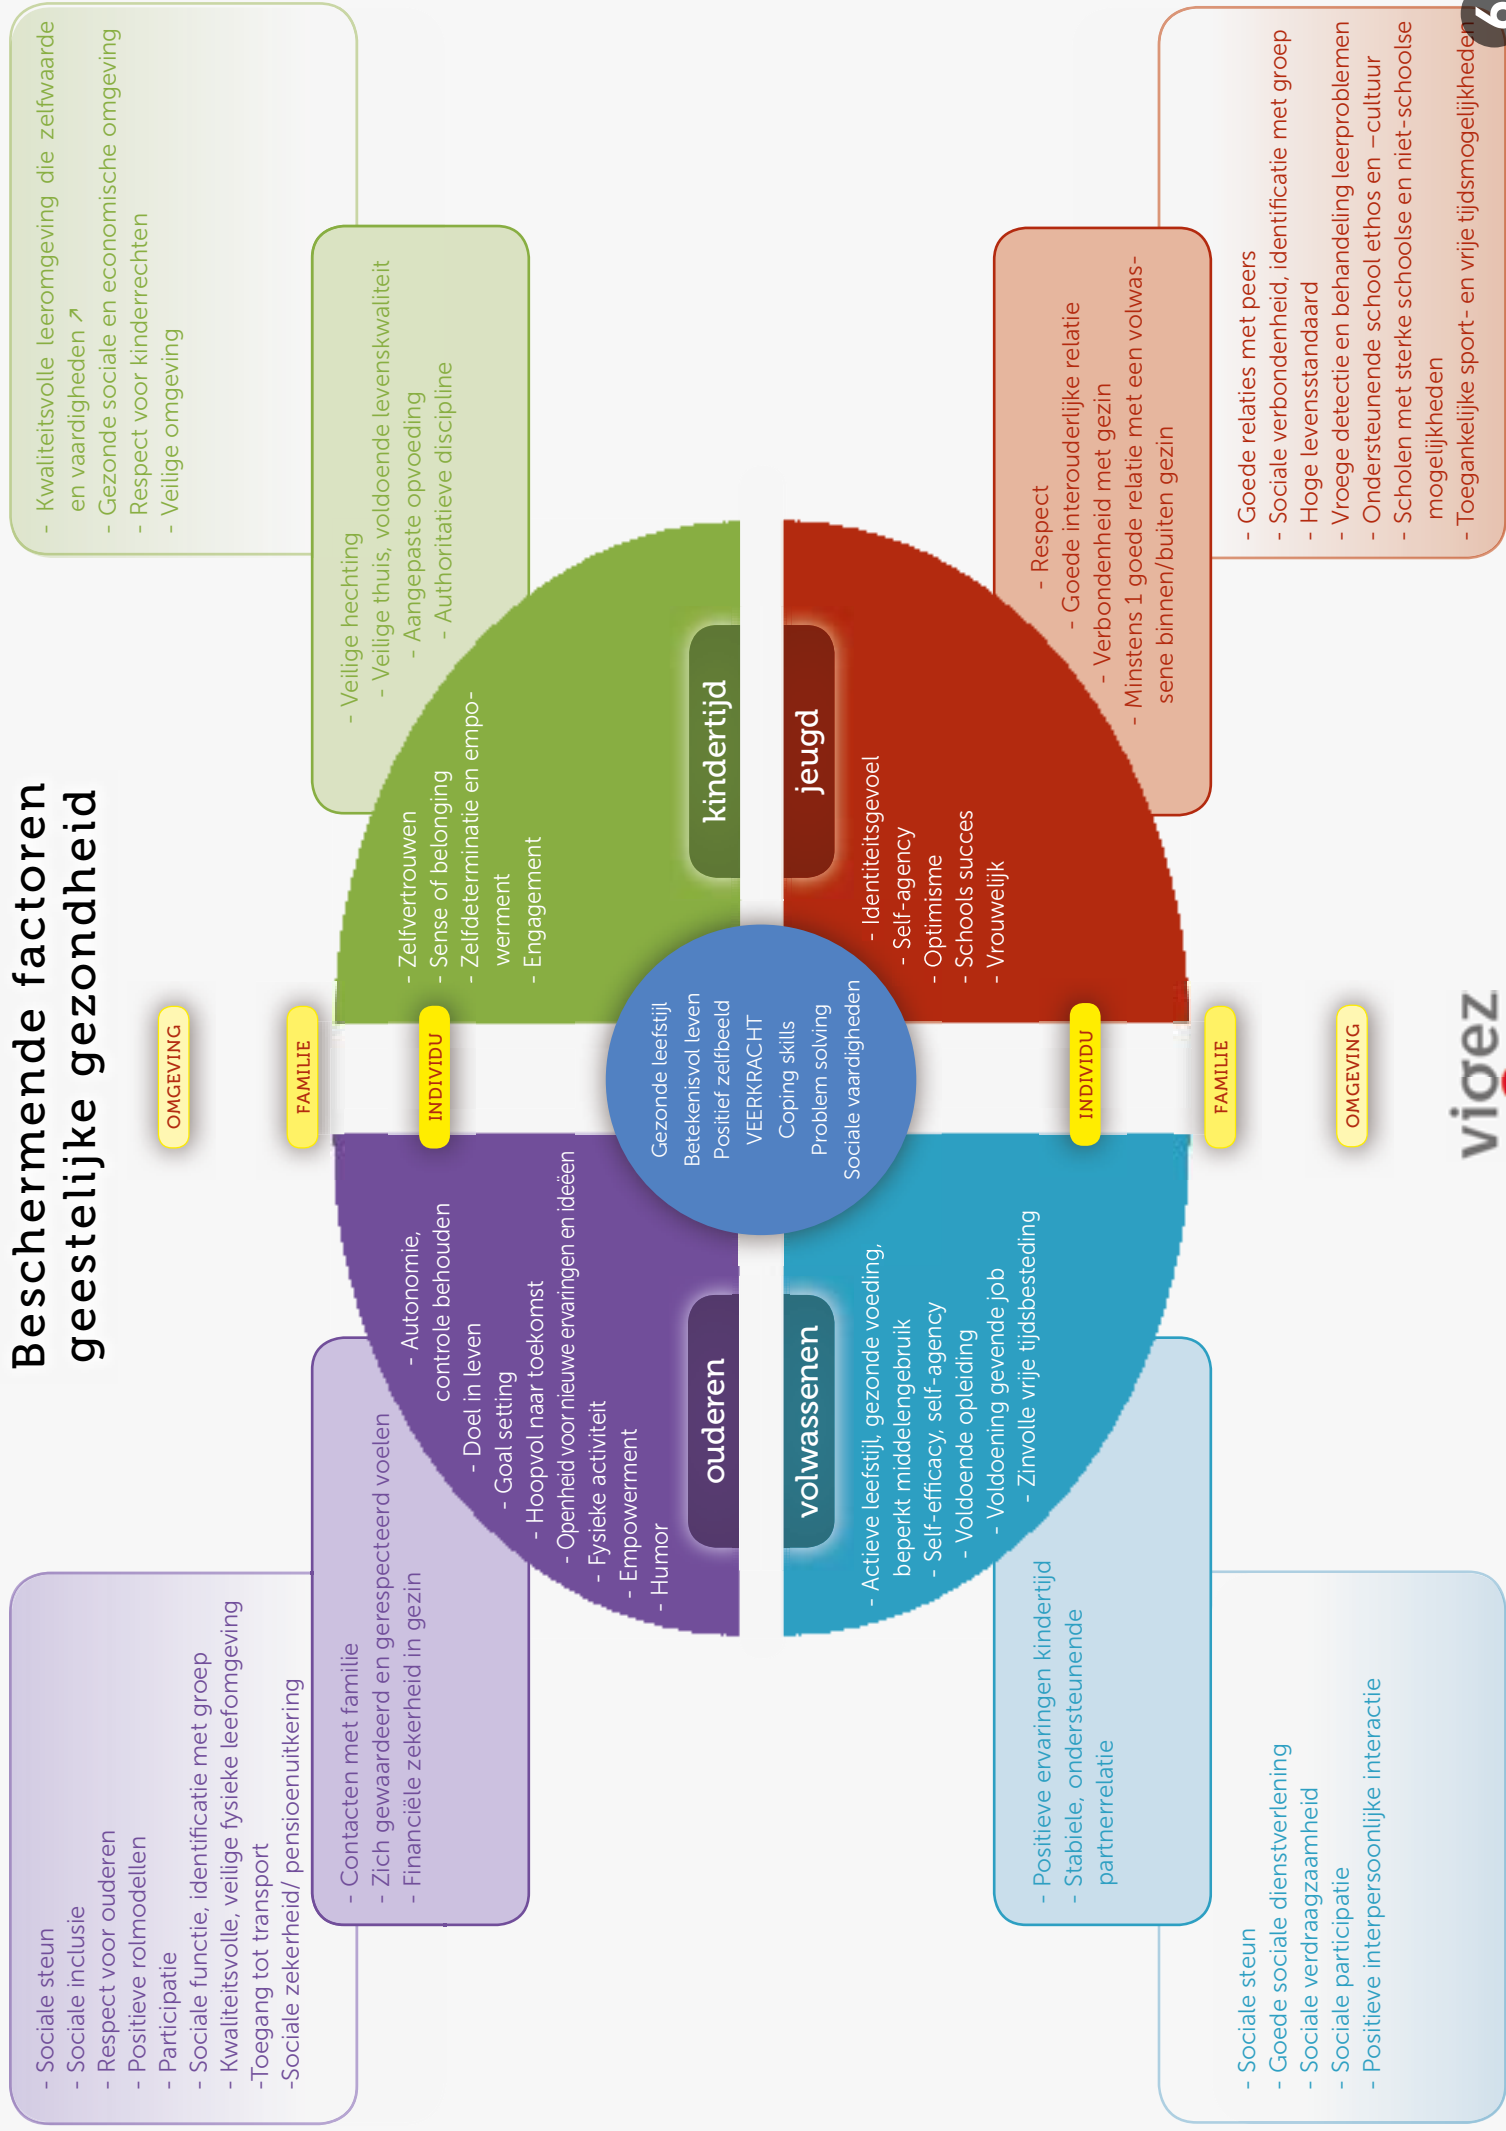 Beschermende factoren
geestelijke gezondheid
- Sociale steun
- Sociale inclusie
- Respect voor ouderen
- Positieve rolmodellen
- Participatie
- Sociale functie, identificatie met groep
- Kwaliteitsvolle, veilige fysieke leefomgeving
-Toegang tot transport
-Sociale zekerheid/ pensioenuitkering
- Contacten met familie
- Zich gewaardeerd en gerespecteerd voelen
- Financiële zekerheid in gezin
- Autonomie,
controle behouden
- Doel in leven
- Goal setting
- Hoopvol naar toekomst
- Openheid voor nieuwe ervaringen en ideëen
- Fysieke activiteit
- Empowerment
- Humor
ouderen
OMGEVING
FAMILIE
INDIVIDU
- Kwaliteitsvolle leeromgeving die zelfwaarde
en vaardigheden ↗
- Gezonde sociale en economische omgeving
- Respect voor kinderrechten
- Veilige omgeving
- Veilige hechting
- Veilige thuis, voldoende levenskwaliteit
- Aangepaste opvoeding
- Authoritatieve discipline
- Zelfvertrouwen
- Sense of belonging
- Zelfdeterminatie en empo-
werment
- Engagement
kindertijd
Gezonde leefstijl
Betekenisvol leven
Positief zelfbeeld
VEERKRACHT
Coping skills
Problem solving
Sociale vaardigheden
volwassenen
- Actieve leefstijl, gezonde voeding,
beperkt middelengebruik
- Self-efficacy, self-agency
- Voldoende opleiding
- Voldoening gevende job
- Zinvolle vrije tijdsbesteding
- Positieve ervaringen kindertijd
- Stabiele, ondersteunende
partnerrelatie
- Sociale steun
- Goede sociale dienstverlening
- Sociale verdraagzaamheid
- Sociale participatie
- Positieve interpersoonlijke interactie
INDIVIDU
FAMILIE
OMGEVING
jeugd
- Identiteitsgevoel
- Self-agency
- Optimisme
- Schools succes
- Vrouwelijk
- Respect
- Goede interouderlijke relatie
- Verbondenheid met gezin
- Minstens 1 goede relatie met een volwas-
sene binnen/buiten gezin
- Goede relaties met peers
- Sociale verbondenheid, identificatie met groep
- Hoge levensstandaard
- Vroege detectie en behandeling leerproblemen
- Ondersteunende school ethos en –cultuur
- Scholen met sterke schoolse en niet-schoolse
mogelijkheden
- Toegankelijke sport- en vrije tijdsmogelijkheden
vigez
6